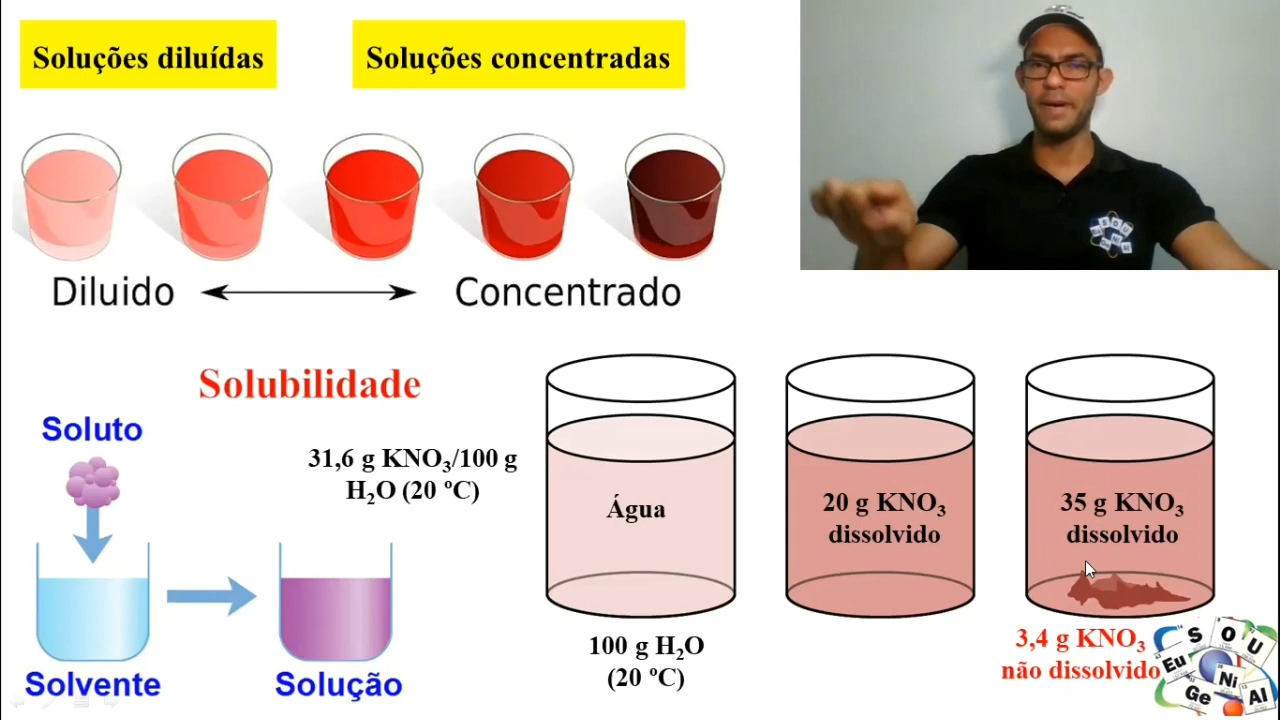 Soluções diluídas
Soluções concentradas
Diluido
Concentrado
Solubilidade
Soluto
31,6 g KNO₃/100 g
H₂O (20 ºC)
Solvente
Solução
Água
100 g H₂O
(20 ºC)
20 g KNO₃
dissolvido
35 g KNO₃
dissolvido
3,4 g KNO₃
não dissolvido
S O U
Eu
Ni
Ge
Al